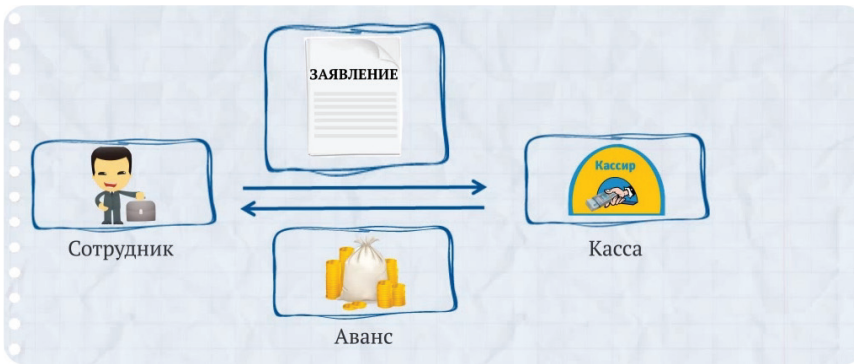 ЗАЯВЛЕНИЕ
Кассир
Сотрудник
Касса
Аванс